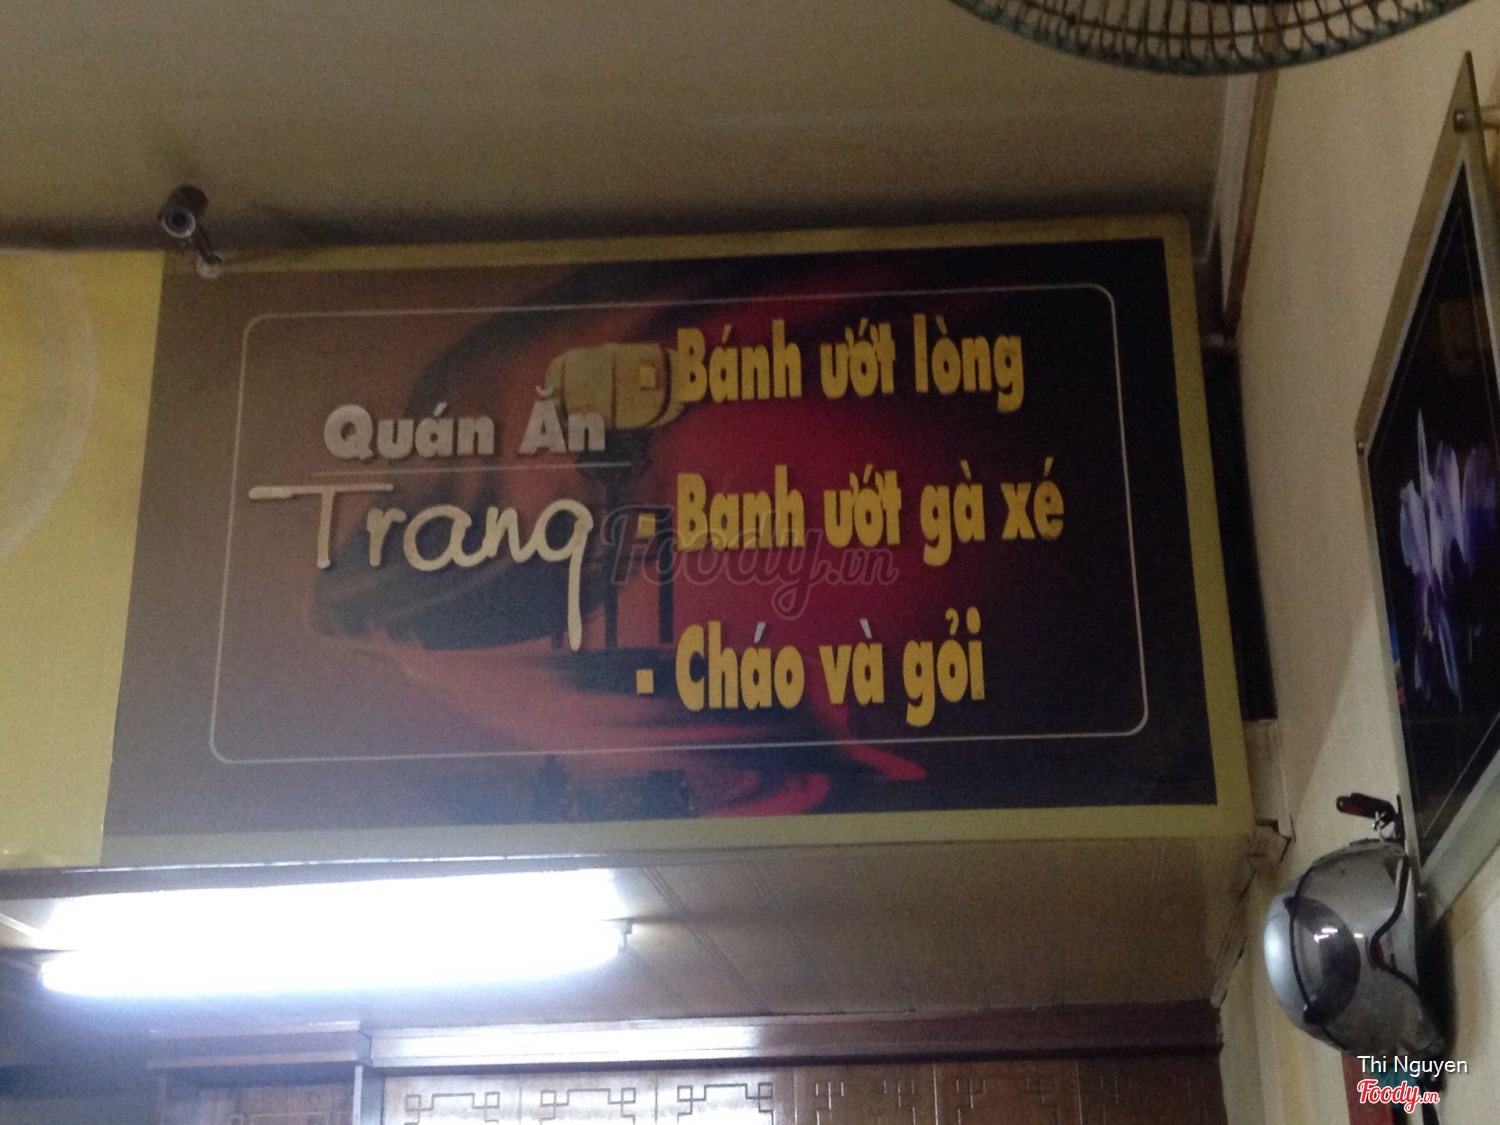 Quán Ăn
Trang
- Bánh ướt lòng
- Banh ướt gà xé
- Cháo và gỏi
Foody.vn
Thi Nguyen
Foody.vn